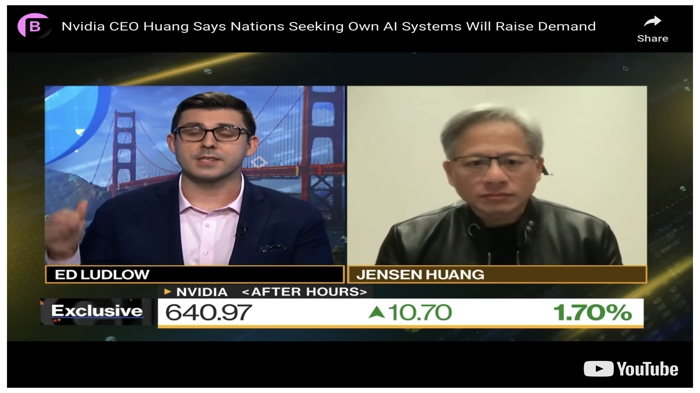 B Nvidia CEO Huang Says Nations Seeking Own AI Systems Will Raise Demand
Share
ED LUDLOW
JENSEN HUANG
NVIDIA <AFTER HOURS>
Exclusive 640.97 ▲10.70 1.70%
YouTube